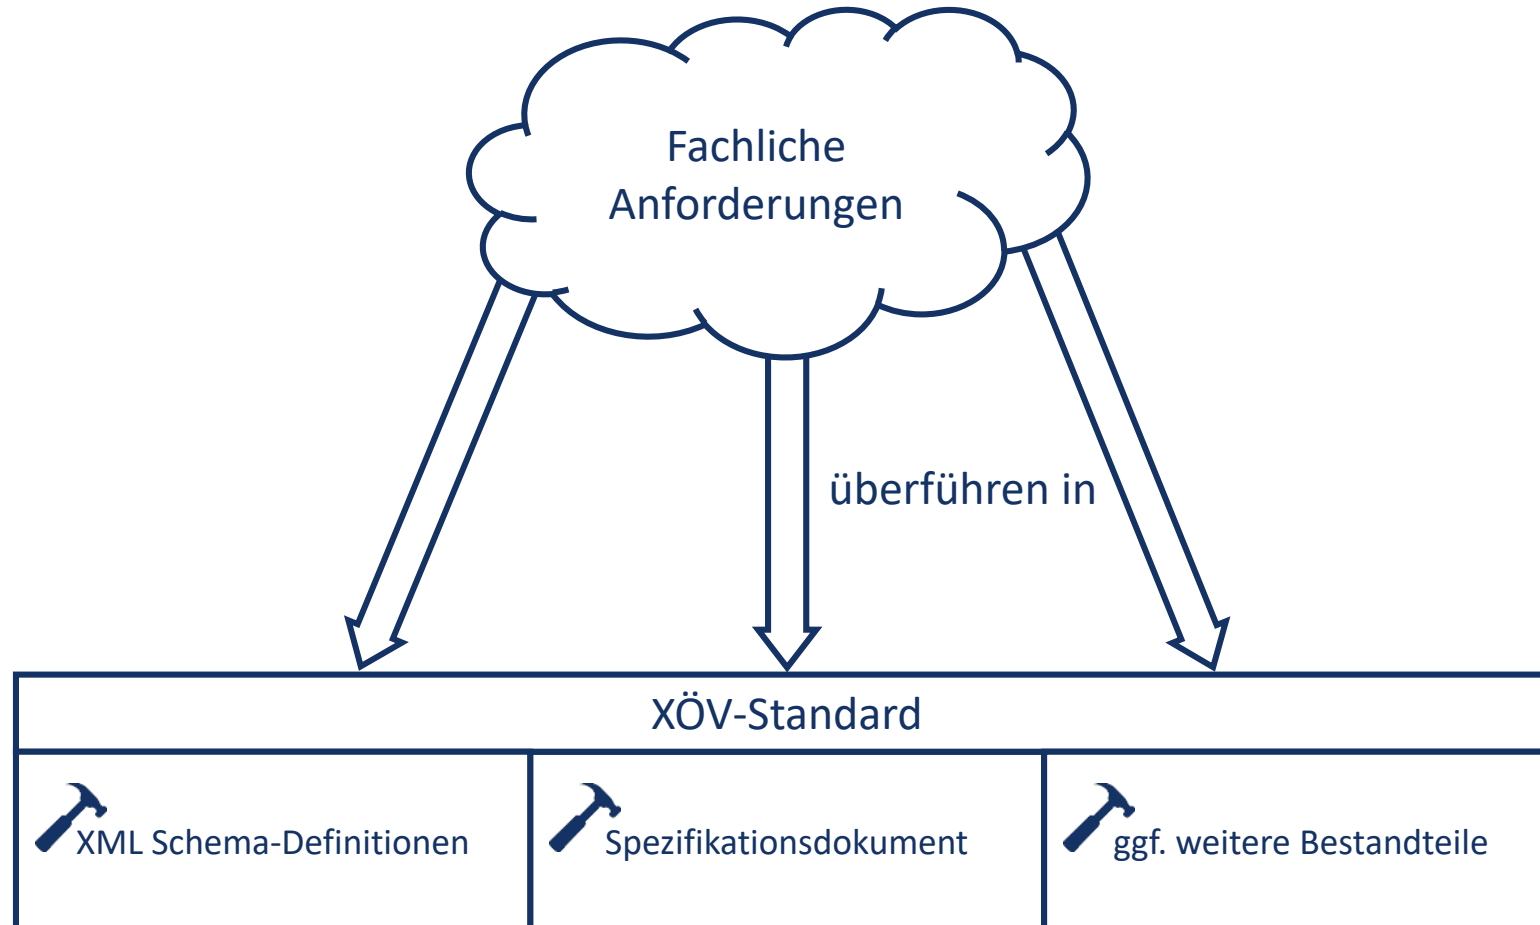 Fachliche
Anforderungen
überführen in
XÖV-Standard
XML Schema-Definitionen
Spezifikationsdokument
ggf. weitere Bestandteile